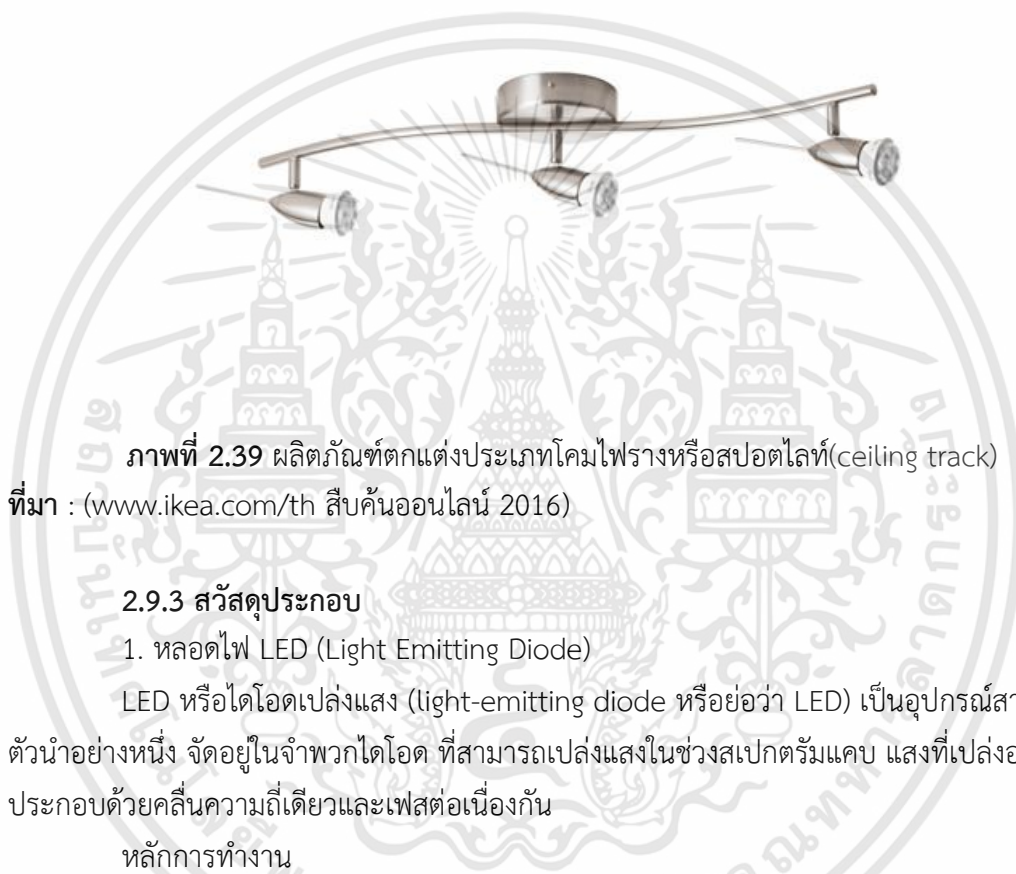 ภาพที่ 2.39 ผลิตภัณฑ์ตกแต่งประเภทโคมไฟรางหรือสปอตไลท์(ceiling track)
ที่มา : (www.ikea.com/th สืบค้นออนไลน์ 2016)
2.9.3 สวัสดุประกอบ
1. หลอดไฟ LED (Light Emitting Diode)
LED หรือไดโอดเปล่งแสง (light-emitting diode หรือย่อว่า LED) เป็นอุปกรณ์สา
ตัวนำอย่างหนึ่ง จัดอยู่ในจำพวกไดโอด ที่สามารถเปล่งแสงในช่วงสเปกตรัมแคบ แสงที่เปล่งอ
ประกอบด้วยคลื่นความถี่เดียวและเฟสต่อเนื่องกัน
หลักการทำงาน